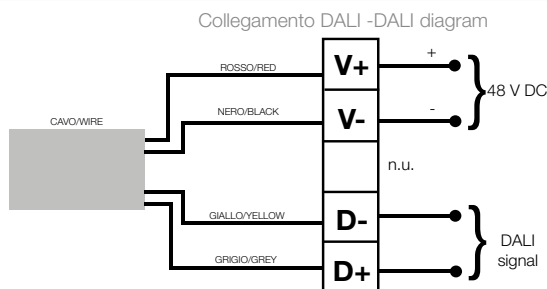 Collegamento DALI -DALI diagram
ROSSO/RED
V+
+
48 V DC
NERO/BLACK
V-
-
CAVO/WIRE
n.u.
GIALLO/YELLOW
D-
DALI
signal
GRIGIO/GREY
D+